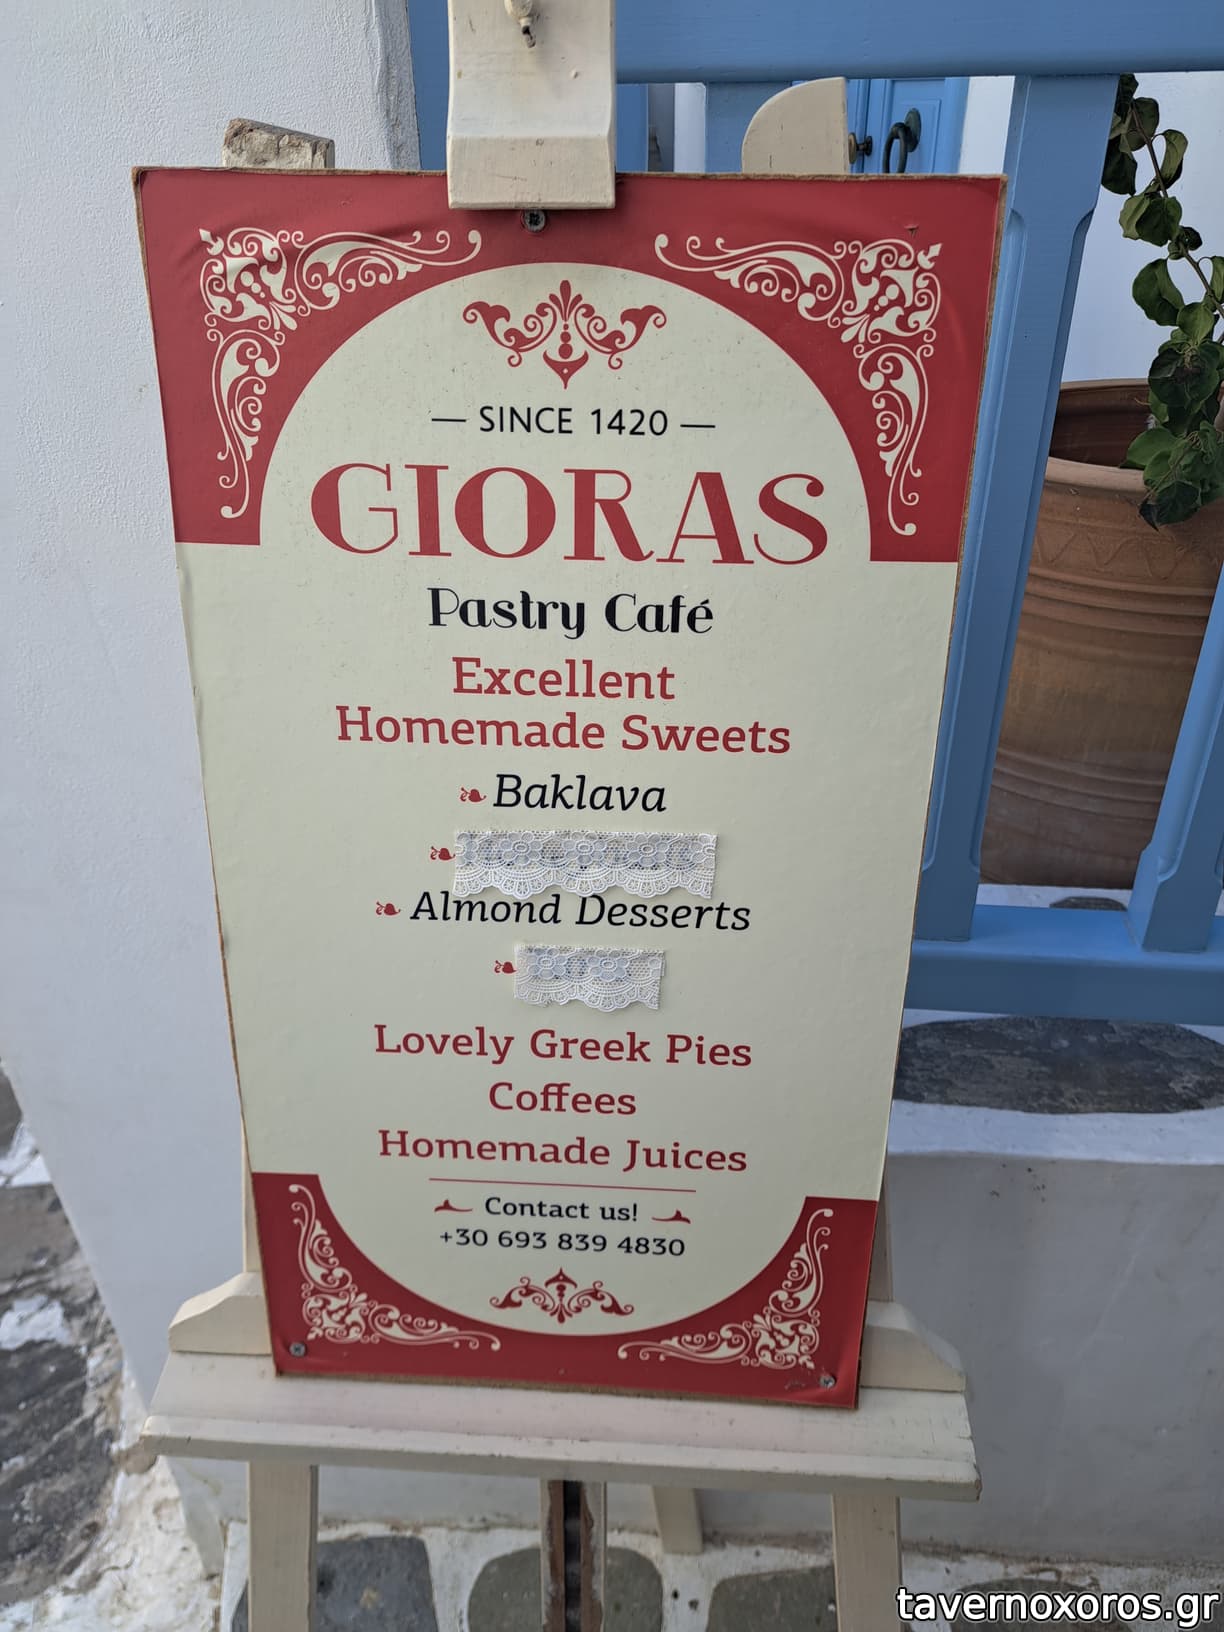 — SINCE 1420 —
GIORAS
Pastry Café
Excellent
Homemade Sweets
Baklava
Almond Desserts
Lovely Greek Pies
Coffees
Homemade Juices
Contact us!
+30 693 839 4830
tavernoxoros.gr